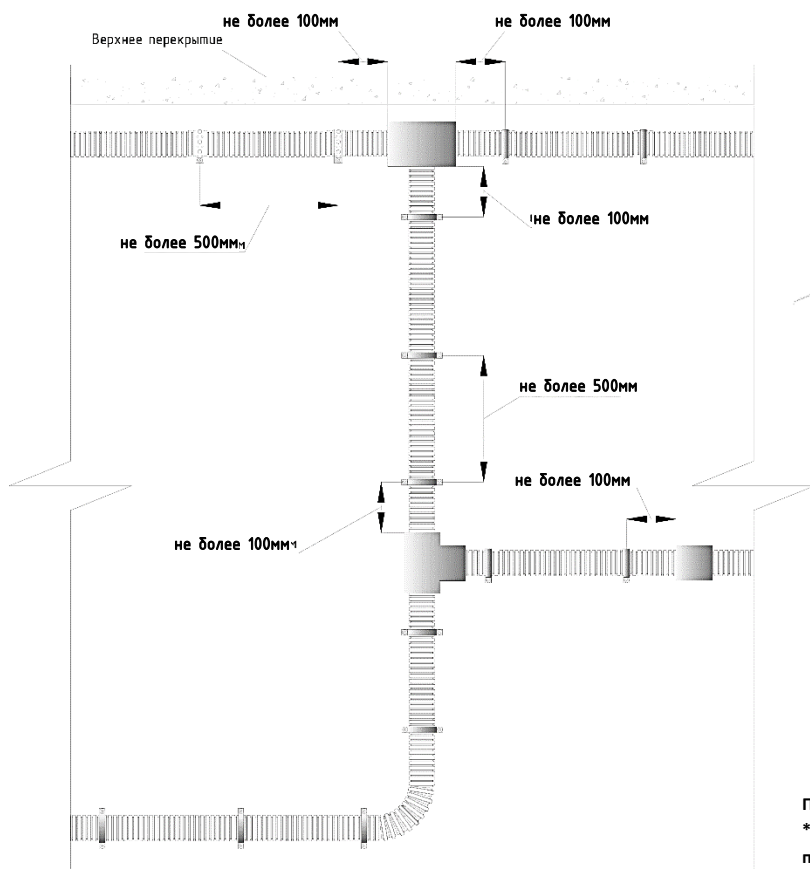 не более 100мм
не более 100мм
Верхнее перекрытие
не более 100мм
не более 500ммм
не более 500мм
не более 100мм
не более 100мм
П
*
п